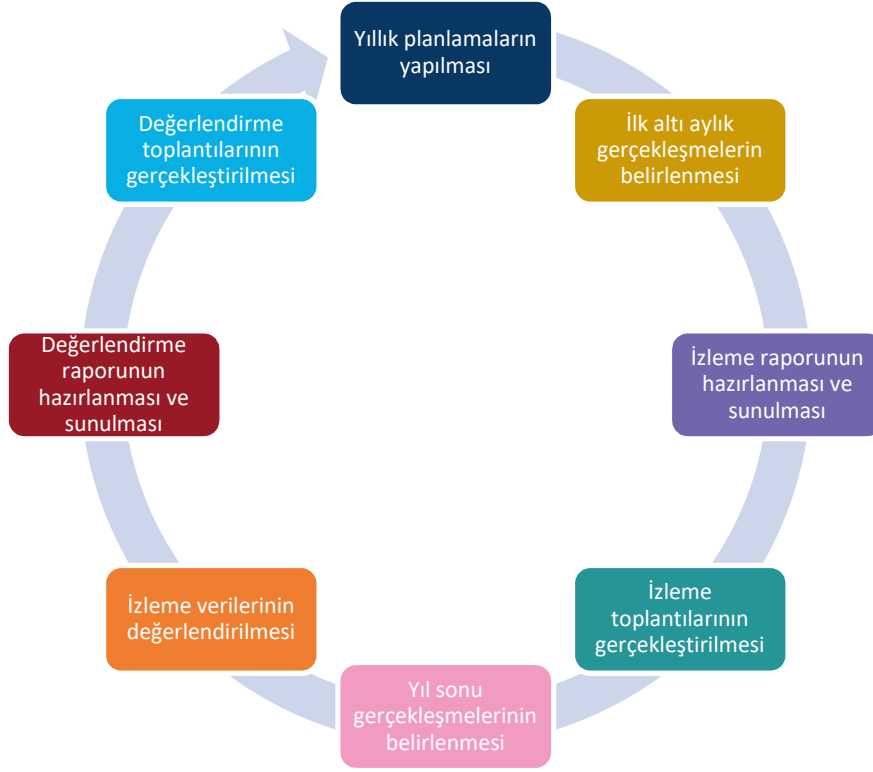 Yıllık planlamaların
yapılması
İlk altı aylık
gerçekleşmelerin
belirlenmesi
İzleme raporunun
hazırlanması ve
sunulması
İzleme
toplantılarının
gerçekleştirilmesi
Yıl sonu
gerçekleşmelerinin
belirlenmesi
İzleme verilerinin
değerlendirilmesi
Değerlendirme
raporunun
hazırlanması ve
sunulması
Değerlendirme
toplantılarının
gerçekleştirilmesi